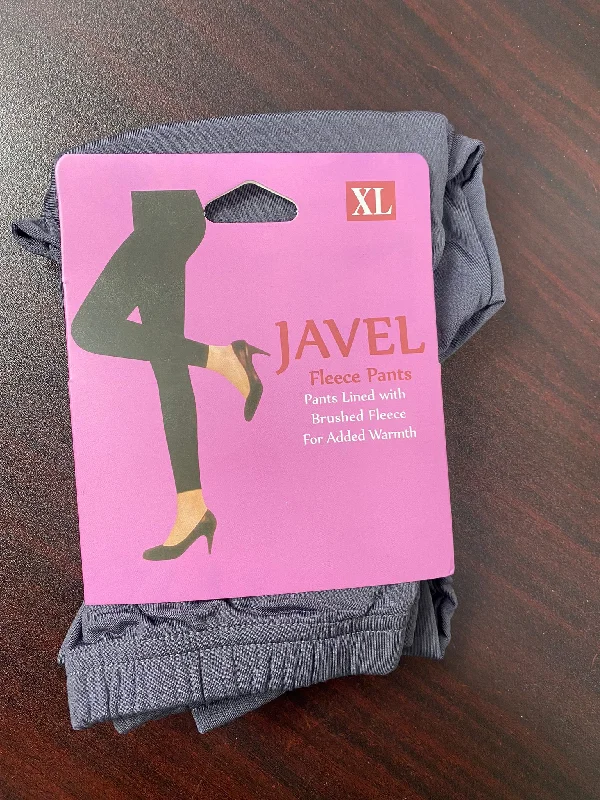 XL
JAVEL
Fleece Pants
Pants Lined with
Brushed Fleece
For Added Warmth